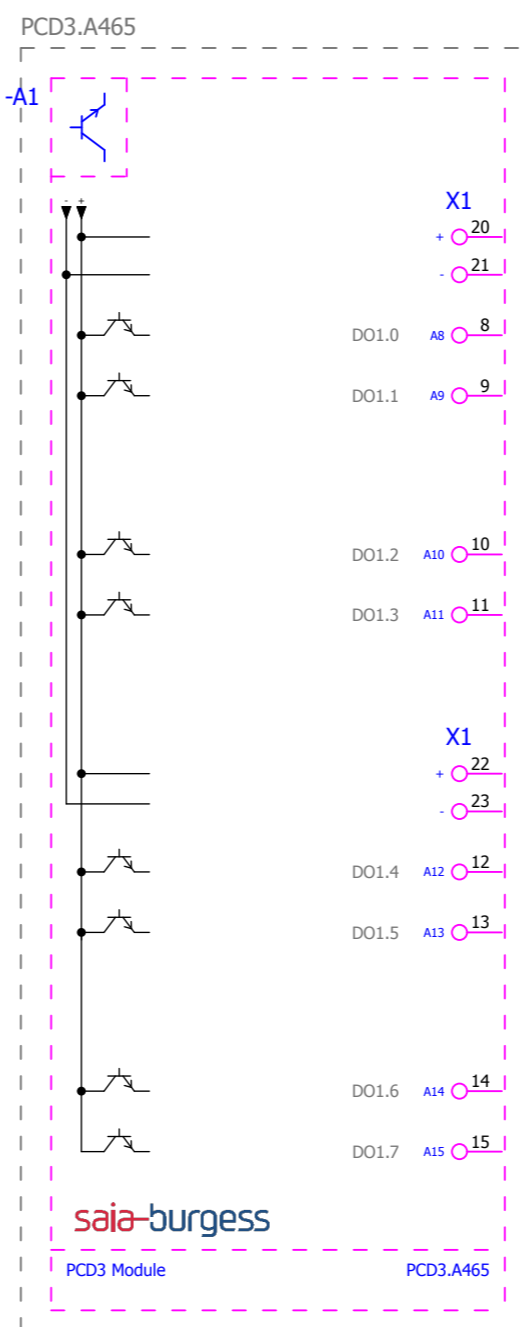 PCD3.A465
-A1
- +
X1
+ 20
- 21
DO1.0 A8 8
DO1.1 A9 9
DO1.2 A10 10
DO1.3 A11 11
X1
+ 22
- 23
DO1.4 A12 12
DO1.5 A13 13
DO1.6 A14 14
DO1.7 A15 15
saia-burgess
PCD3 Module PCD3.A465